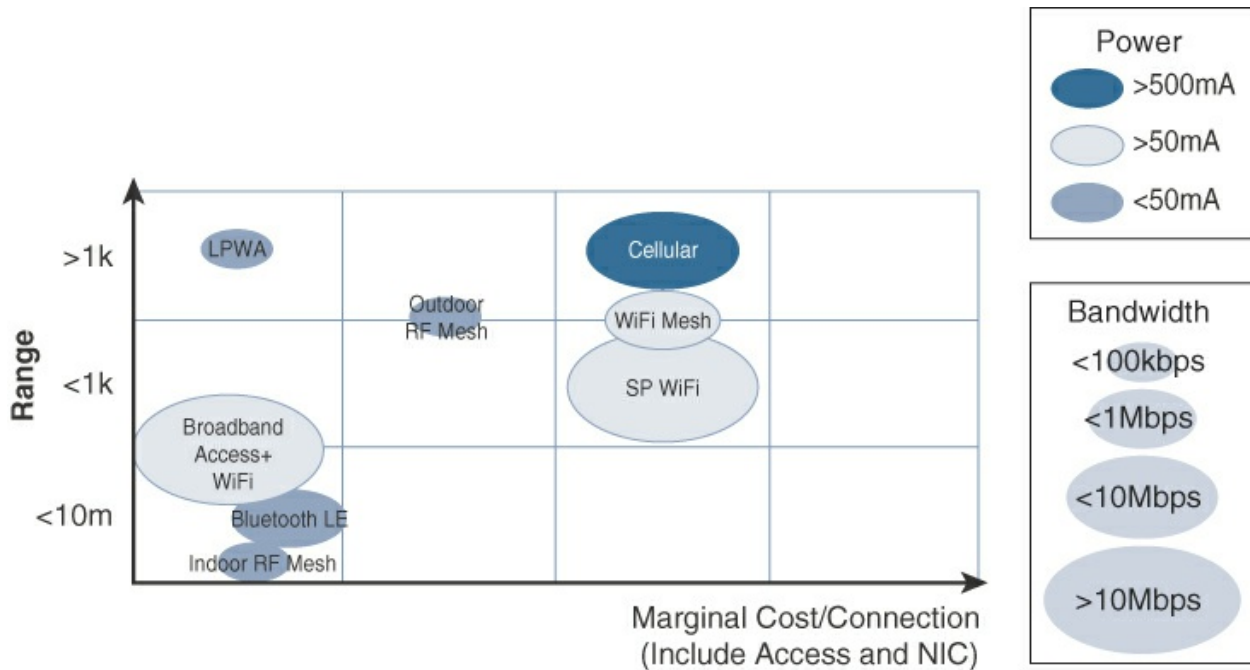 Power
>500mA
>50mA
<50mA
Bandwidth
<100kbps
<1Mbps
<10Mbps
>10Mbps
Range
>1k
<1k
<10m
LPWA
Cellular
Outdoor
RF Mesh
WiFi Mesh
SP WiFi
Broadband
Access+
WiFi
Bluetooth LE
Indoor RF Mesh
Marginal Cost/Connection
(Include Access and NIC)